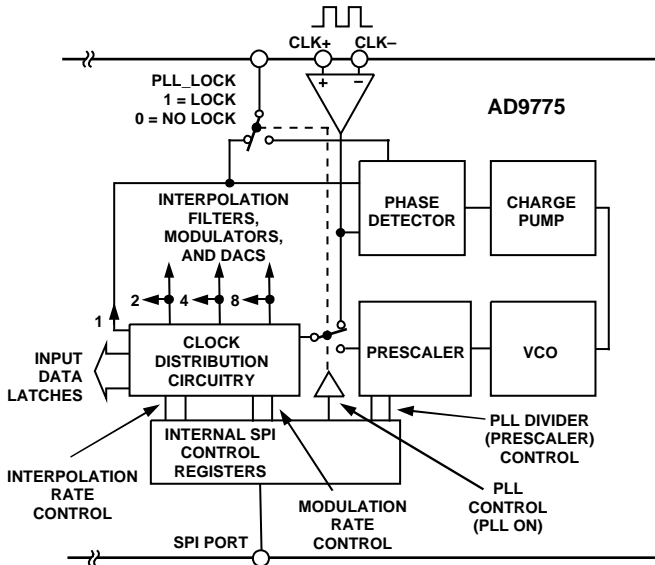 CLK+ CLK–
PLL_LOCK
1 = LOCK
0 = NO LOCK
+ –
AD9775
INTERPOLATION
FILTERS,
MODULATORS,
AND DACS
PHASE
DETECTOR
CHARGE
PUMP
2 4 8
1
CLOCK
DISTRIBUTION
CIRCUITRY
PRESCALER
VCO
INPUT
DATA
LATCHES
INTERNAL SPI
CONTROL
REGISTERS
PLL DIVIDER
(PRESCALER)
CONTROL
INTERPOLATION
RATE
CONTROL
MODULATION
RATE
CONTROL
PLL
CONTROL
(PLL ON)
SPI PORT